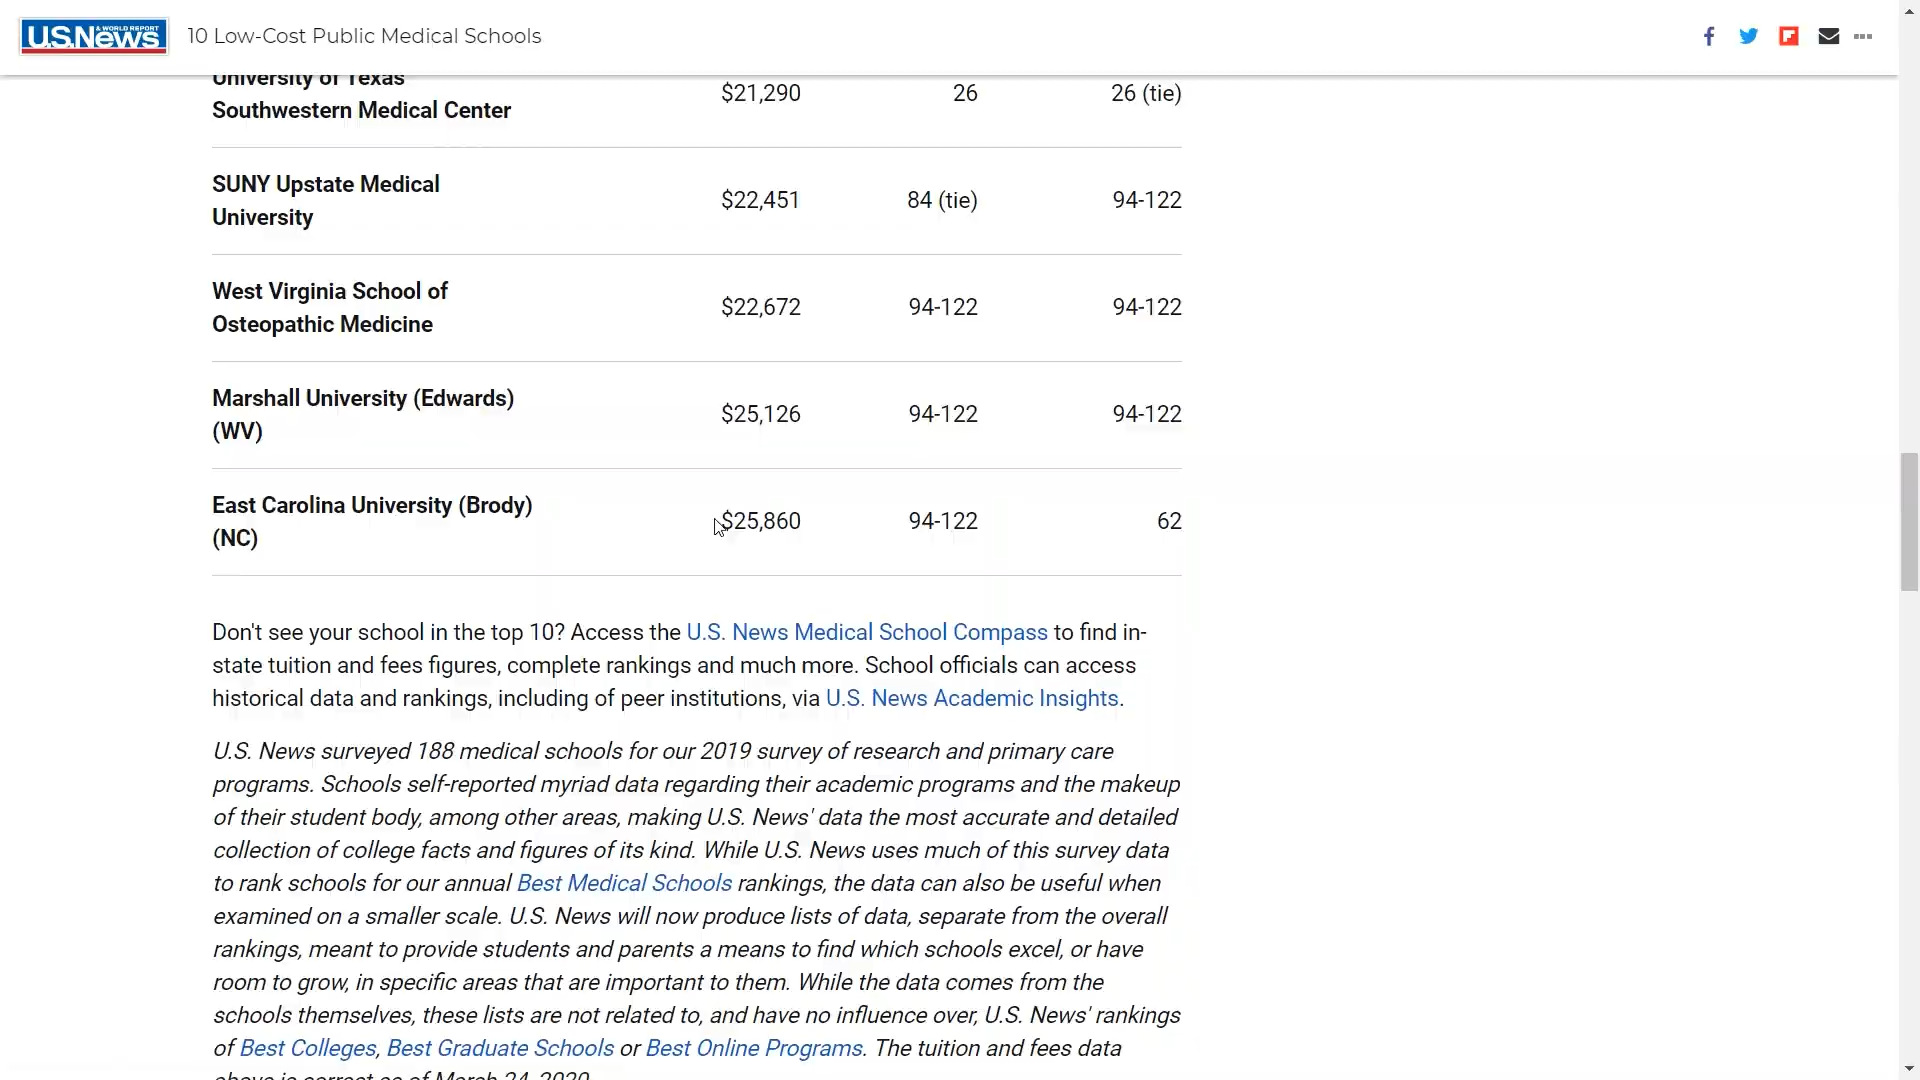 U.S.News & WORLD REPORT 10 Low-Cost Public Medical Schools
University of Texas
Southwestern Medical Center $21,290 26 26 (tie)
SUNY Upstate Medical
University $22,451 84 (tie) 94-122
West Virginia School of
Osteopathic Medicine $22,672 94-122 94-122
Marshall University (Edwards)
(WV) $25,126 94-122 94-122
East Carolina University (Brody)
(NC) $25,860 94-122 62
Don't see your school in the top 10? Access the U.S. News Medical School Compass to find in-
state tuition and fees figures, complete rankings and much more. School officials can access
historical data and rankings, including of peer institutions, via U.S. News Academic Insights.
U.S. News surveyed 188 medical schools for our 2019 survey of research and primary care
programs. Schools self-reported myriad data regarding their academic programs and the makeup
of their student body, among other areas, making U.S. News' data the most accurate and detailed
collection of college facts and figures of its kind. While U.S. News uses much of this survey data
to rank schools for our annual Best Medical Schools rankings, the data can also be useful when
examined on a smaller scale. U.S. News will now produce lists of data, separate from the overall
rankings, meant to provide students and parents a means to find which schools excel, or have
room to grow, in specific areas that are important to them. While the data comes from the
schools themselves, these lists are not related to, and have no influence over, U.S. News' rankings
of Best Colleges, Best Graduate Schools or Best Online Programs. The tuition and fees data
above is correct as of March 24, 2020.